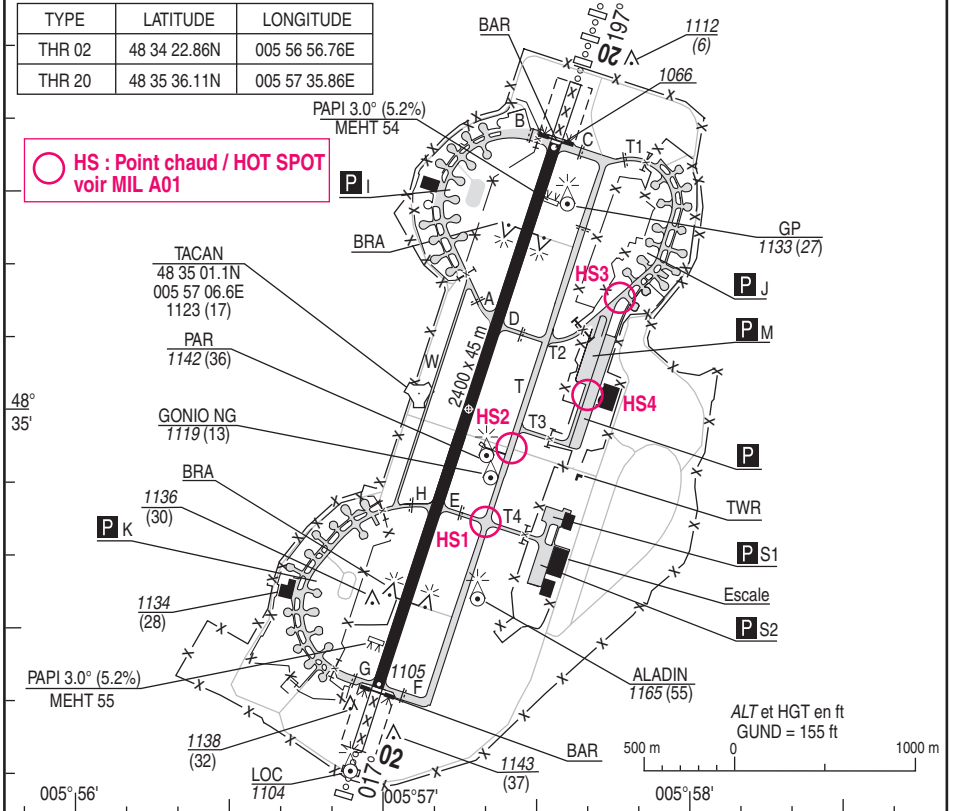 TYPE LATITUDE LONGITUDE
THR 02 48 34 22.86N 005 56 56.76E
THR 20 48 35 36.11N 005 57 35.86E
HS : Point chaud / HOT SPOT
voir MIL A01
BAR
197°
20
1112
(6)
1066
PAPI 3.0° (5.2%)
MEHT 54
B
C
T1
P I
BRA
GP
1133 (27)
TACAN
48 35 01.1N
005 57 06.6E
1123 (17)
HS3
P J
A
D
P M
PAR
1142 (36)
W
2400 x 45 m
T2
T
48°
35'
HS2
HS4
GONIO NG
1119 (13)
T3
P
BRA
TWR
1136
(30)
H
E
T4
P K
HS1
P S1
Escale
1134
(28)
P S2
PAPI 3.0° (5.2%)
MEHT 55
G
1105
F
ALADIN
1165 (55)
ALT et HGT en ft
GUND = 155 ft
1138
(32)
02
017°
1143
(37)
BAR
500 m
0
1000 m
LOC
1104
005°56'
005°57'
005°58'